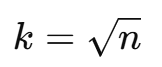 k = √n